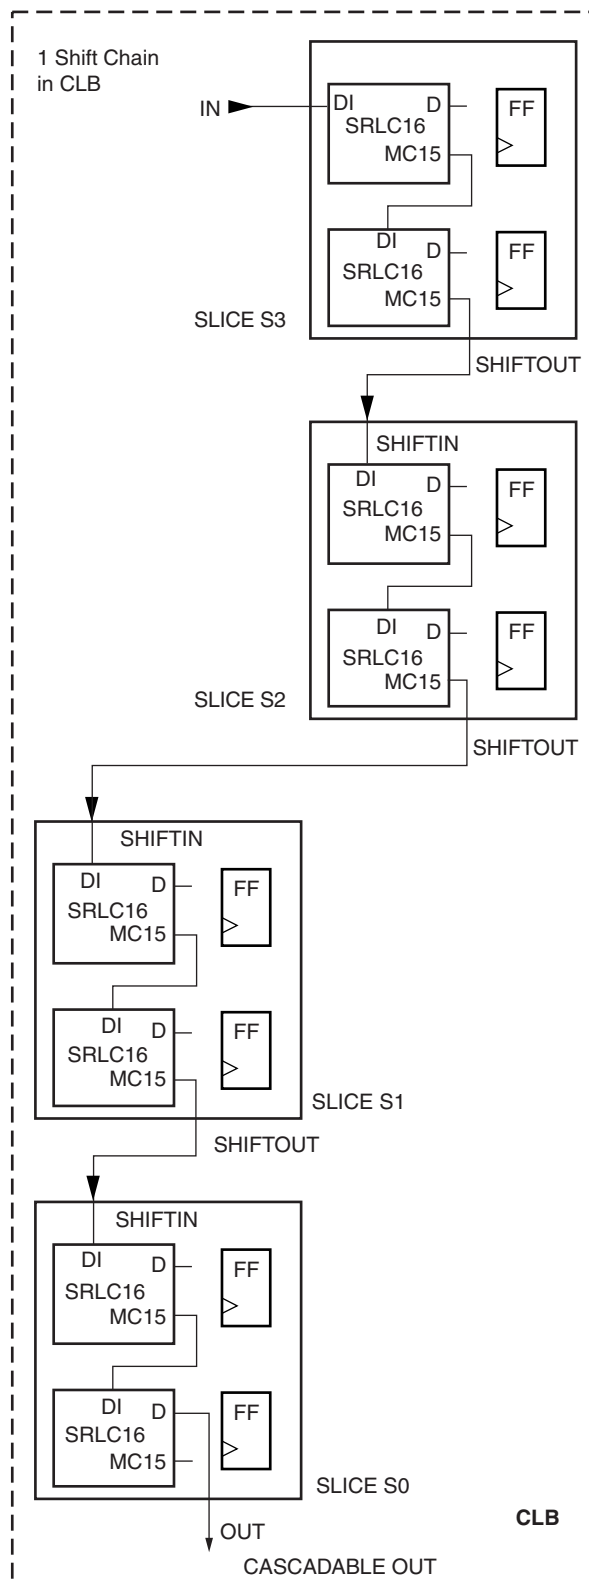 1 Shift Chain
in CLB
IN
DI
D
SRLC16
MC15
FF
DI
D
SRLC16
MC15
FF
SLICE S3
SHIFTOUT
SHIFTIN
DI
D
SRLC16
MC15
FF
DI
D
SRLC16
MC15
FF
SLICE S2
SHIFTOUT
SHIFTIN
DI
D
SRLC16
MC15
FF
DI
D
SRLC16
MC15
FF
SLICE S1
SHIFTOUT
SHIFTIN
DI
D
SRLC16
MC15
FF
DI
D
SRLC16
MC15
FF
SLICE S0
OUT
CLB
CASCADABLE OUT